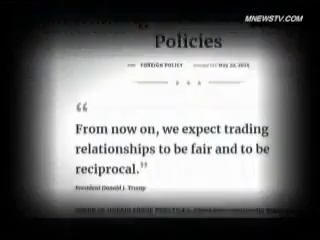 MNEWSTV.COM
Policies
FOREIGN POLICY
“
From now on, we expect trading
relationships to be fair and to be
reciprocal.”
President Donald J. Trump